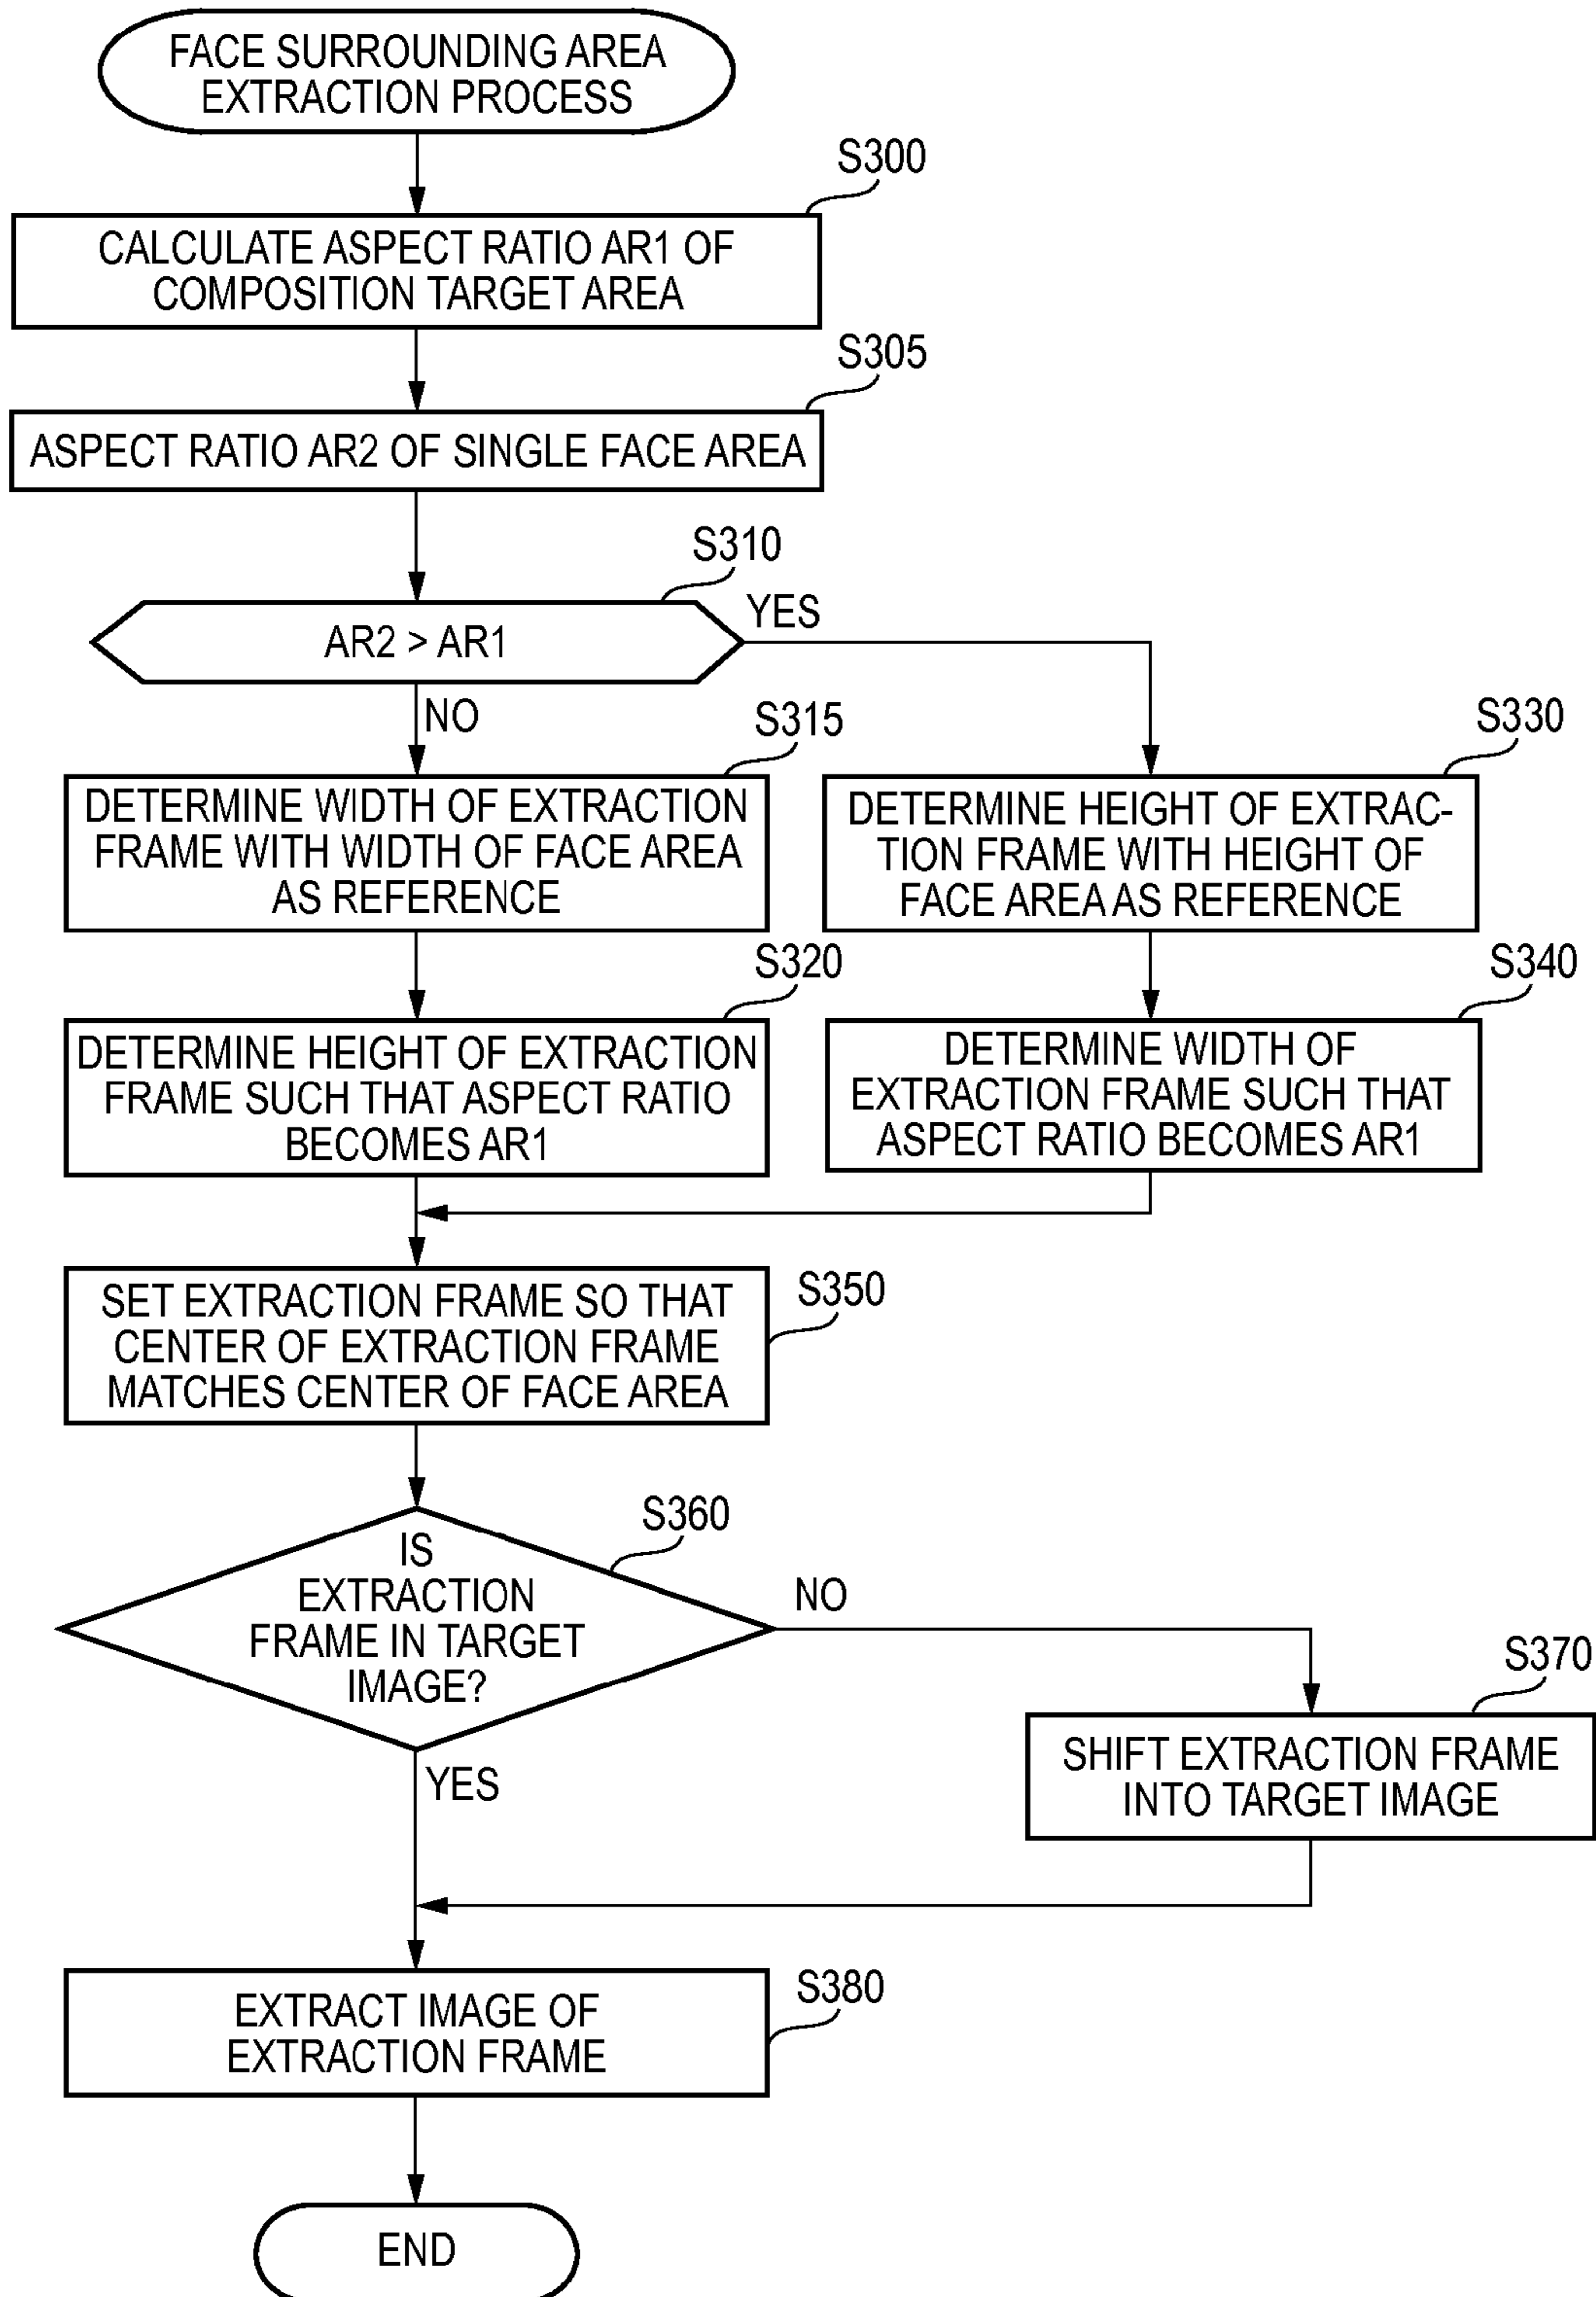 FACE SURROUNDING AREA
EXTRACTION PROCESS
S300
CALCULATE ASPECT RATIO AR1 OF
COMPOSITION TARGET AREA
S305
ASPECT RATIO AR2 OF SINGLE FACE AREA
S310
AR2 > AR1
YES
NO
S315
DETERMINE WIDTH OF EXTRACTION
FRAME WITH WIDTH OF FACE AREA
AS REFERENCE
S330
DETERMINE HEIGHT OF EXTRAC-
TION FRAME WITH HEIGHT OF
FACE AREA AS REFERENCE
S320
DETERMINE HEIGHT OF EXTRACTION
FRAME SUCH THAT ASPECT RATIO
BECOMES AR1
S340
DETERMINE WIDTH OF
EXTRACTION FRAME SUCH THAT
ASPECT RATIO BECOMES AR1
S350
SET EXTRACTION FRAME SO THAT
CENTER OF EXTRACTION FRAME
MATCHES CENTER OF FACE AREA
S360
IS
EXTRACTION
FRAME IN TARGET
IMAGE?
NO
YES
S370
SHIFT EXTRACTION FRAME
INTO TARGET IMAGE
S380
EXTRACT IMAGE OF
EXTRACTION FRAME
END